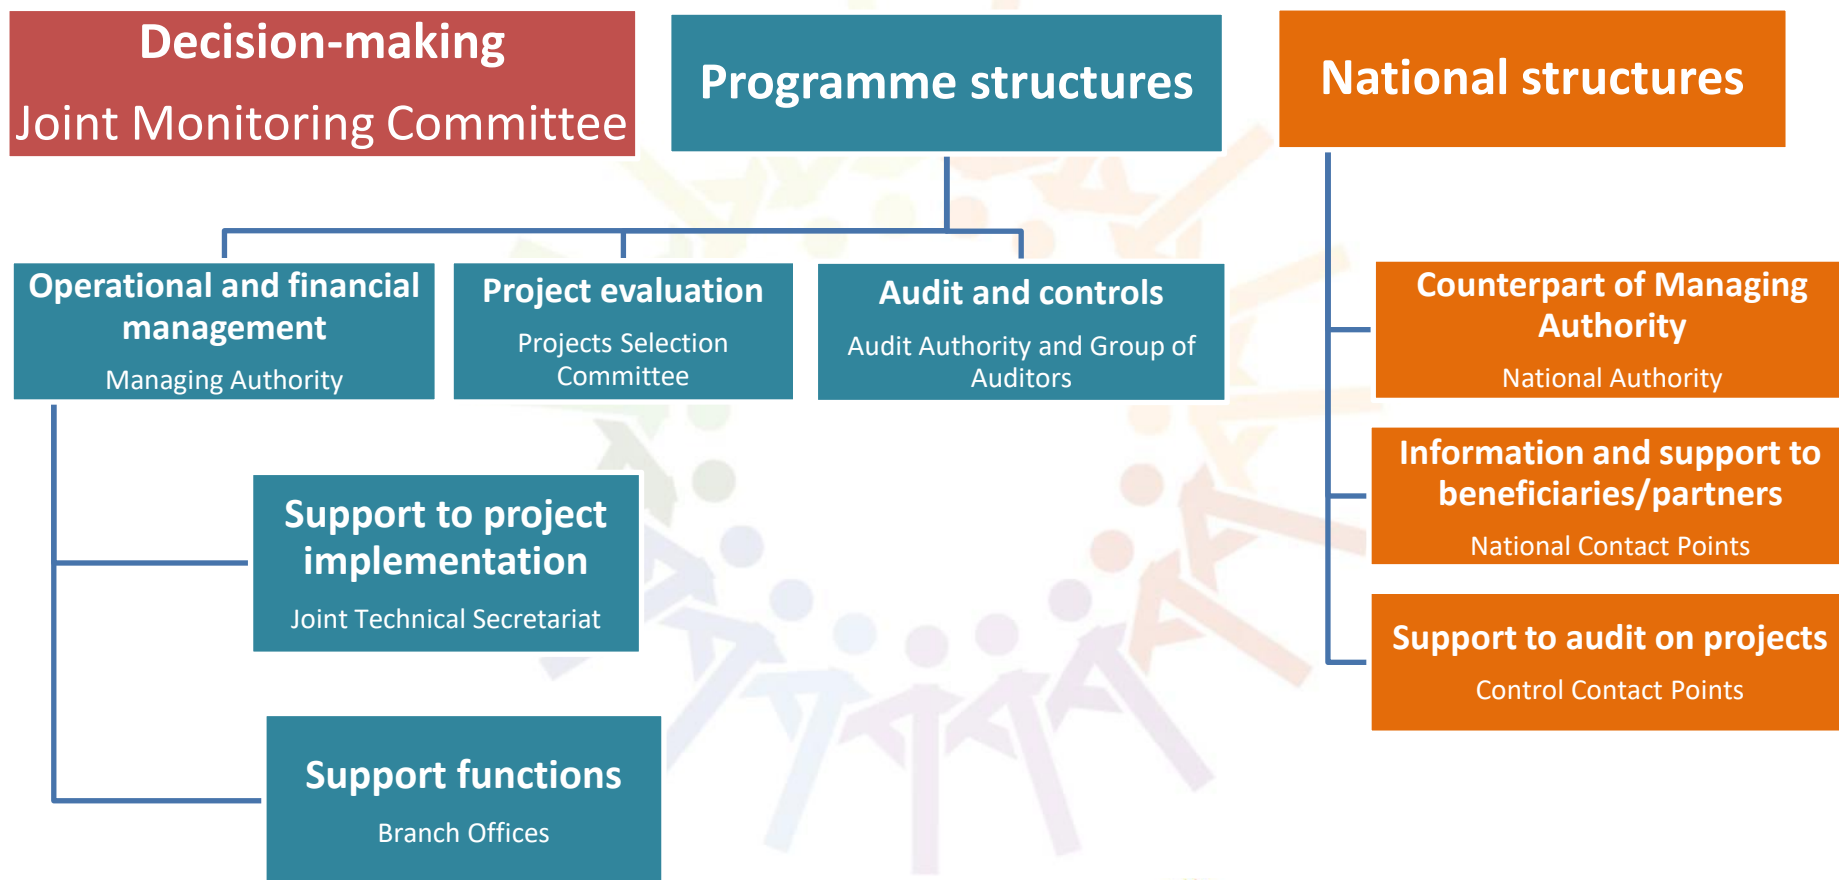 Decision-making
Joint Monitoring Committee
Programme structures
National structures
Operational and financial
management
Managing Authority
Project evaluation
Projects Selection
Committee
Audit and controls
Audit Authority and Group of
Auditors
Counterpart of Managing
Authority
National Authority
Information and support to
beneficiaries/partners
National Contact Points
Support to project
implementation
Joint Technical Secretariat
Support to audit on projects
Control Contact Points
Support functions
Branch Offices